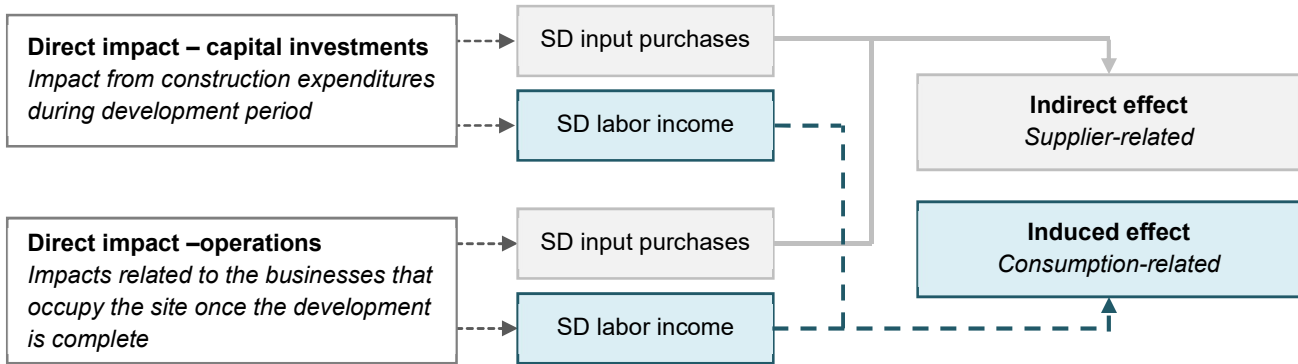 Direct impact – capital investments
Impact from construction expenditures
during development period
SD input purchases
SD labor income
Indirect effect
Supplier-related
Direct impact –operations
Impacts related to the businesses that
occupy the site once the development
is complete
SD input purchases
SD labor income
Induced effect
Consumption-related